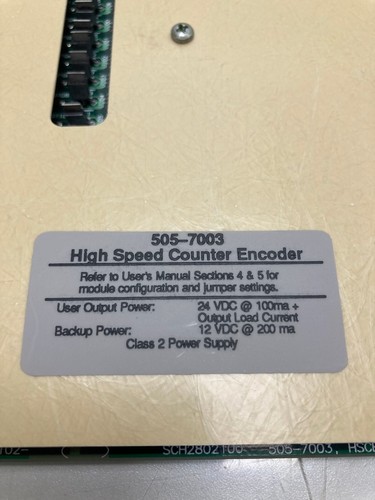 505-7003
High Speed Counter Encoder
Refer to User's Manual Sections 4 & 5 for
module configuration and jumper settings.
User Output Power: 24 VDC @ 100ma +
Output Load Current
Backup Power: 12 VDC @ 200 ma
Class 2 Power Supply
SCH2802100 505-7003, HSCE